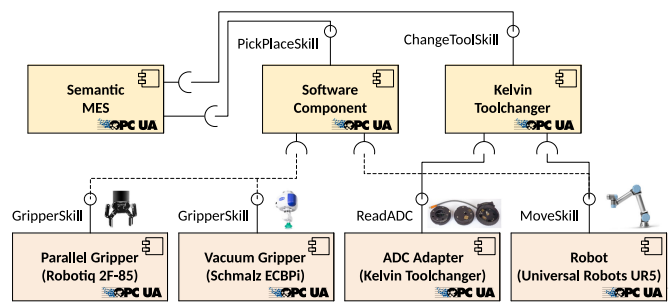 PickPlaceSkill
ChangeToolSkill
Semantic
MES
OPC UA
Software
Component
OPC UA
Kelvin
Toolchanger
OPC UA
GripperSkill
GripperSkill
ReadADC
MoveSkill
Parallel Gripper
(Robotiq 2F-85)
OPC UA
Vacuum Gripper
(Schmalz ECBPi)
OPC UA
ADC Adapter
(Kelvin Toolchanger)
OPC UA
Robot
(Universal Robots UR5)
OPC UA